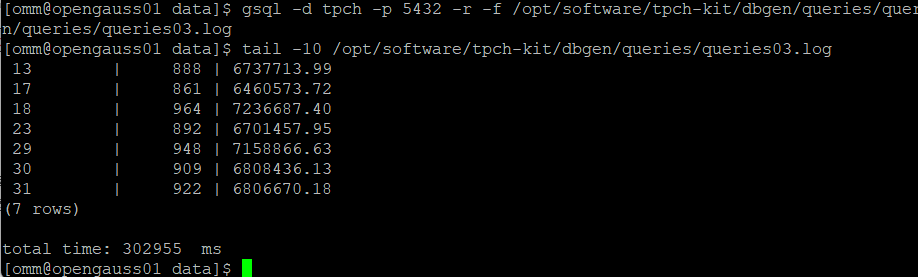 [omm@opengauss01 data]$ gsql -d tpch -p 5432 -r -f /opt/software/tpch-kit/dbgen/queries/quer
n/queries/queries03.log
[omm@opengauss01 data]$ tail -10 /opt/software/tpch-kit/dbgen/queries/queries03.log
 13          |      888 | 6737713.99
 17          |      861 | 6460573.72
 18          |      964 | 7236687.40
 23          |      892 | 6701457.95
 29          |      948 | 7158866.63
 30          |      909 | 6808436.13
 31          |      922 | 6806670.18
(7 rows)
total time: 302955  ms
[omm@opengauss01 data]$